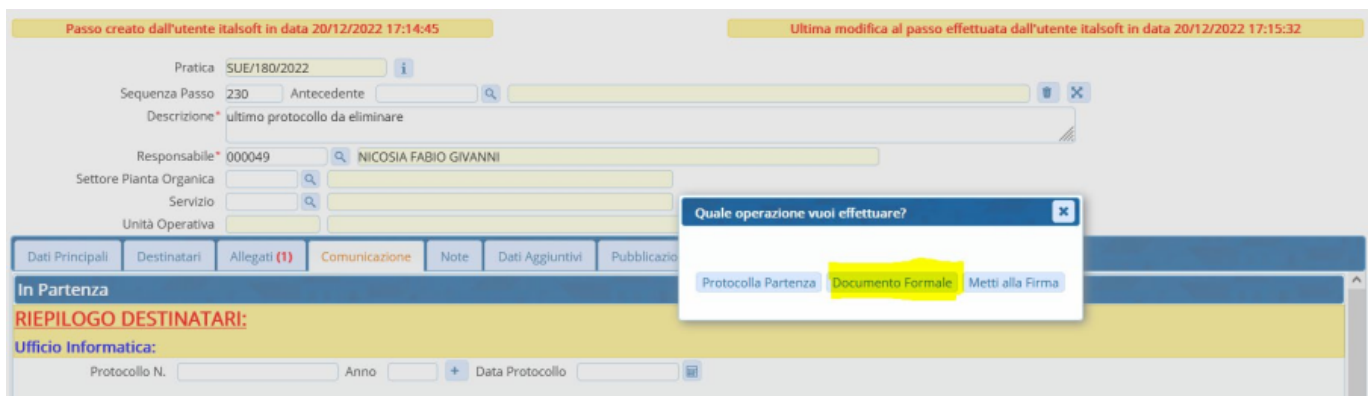 Passo creato dall'utente italsoft in data 20/12/2022 17:14:45
Ultima modifica al passo effettuata dall'utente italsoft in data 20/12/2022 17:15:32
Pratica SUE/180/2022 i
Sequenza Passo 230 Antecedente
Descrizione* ultimo protocollo da eliminare
Responsabile* 000049 NICOSIA FABIO GIVANNI
Settore Pianta Organica
Servizio
Unità Operativa
Quale operazione vuoi effettuare?
Protocolla Partenza Documento Formale Metti alla Firma
Dati Principali Destinatari Allegati (1) Comunicazione Note Dati Aggiuntivi Pubblicazio
In Partenza
RIEPILOGO DESTINATARI:
Ufficio Informatica:
Protocollo N. Anno + Data Protocollo